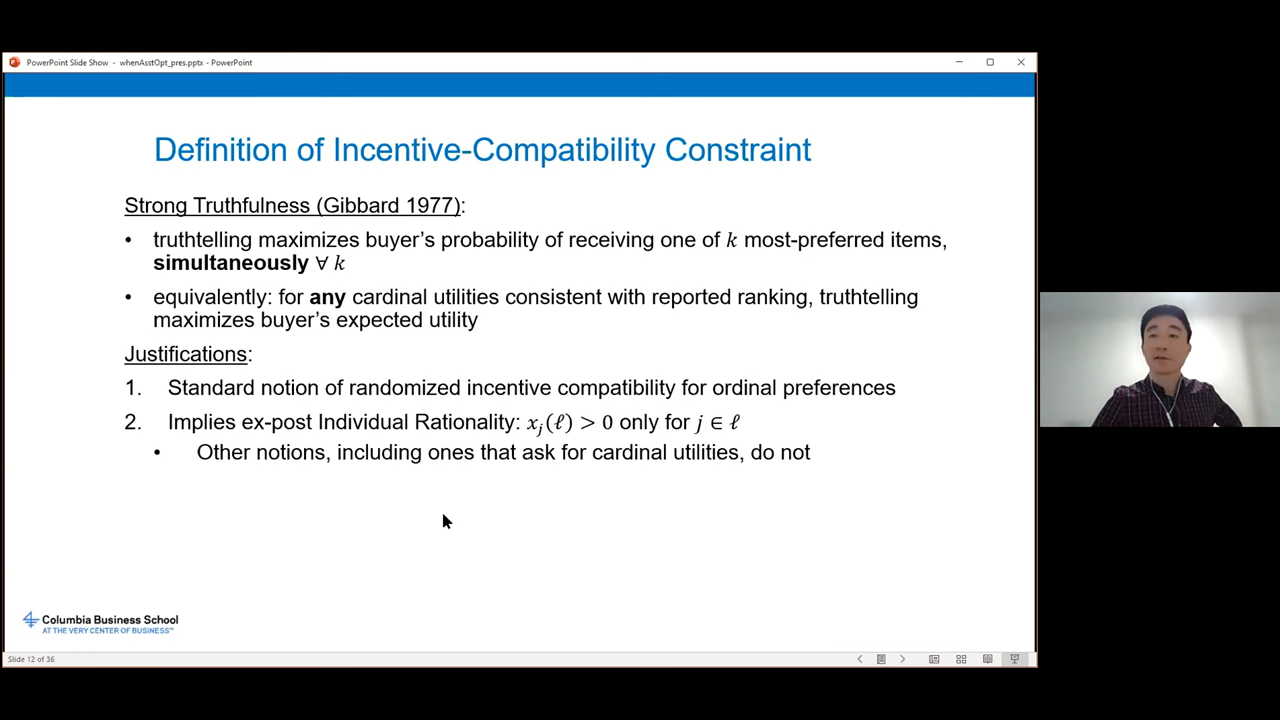 PowerPoint Slide Show - whenAsstOpt_pres.pptx - PowerPoint
Definition of Incentive-Compatibility Constraint
Strong Truthfulness (Gibbard 1977):
• truthtelling maximizes buyer's probability of receiving one of k most-preferred items,
simultaneously ∀ k
• equivalently: for any cardinal utilities consistent with reported ranking, truthtelling
maximizes buyer's expected utility
Justifications:
1. Standard notion of randomized incentive compatibility for ordinal preferences
2. Implies ex-post Individual Rationality: xⱼ(ℓ) > 0 only for j ∈ ℓ
• Other notions, including ones that ask for cardinal utilities, do not
Columbia Business School
AT THE VERY CENTER OF BUSINESS™
Slide 12 of 36